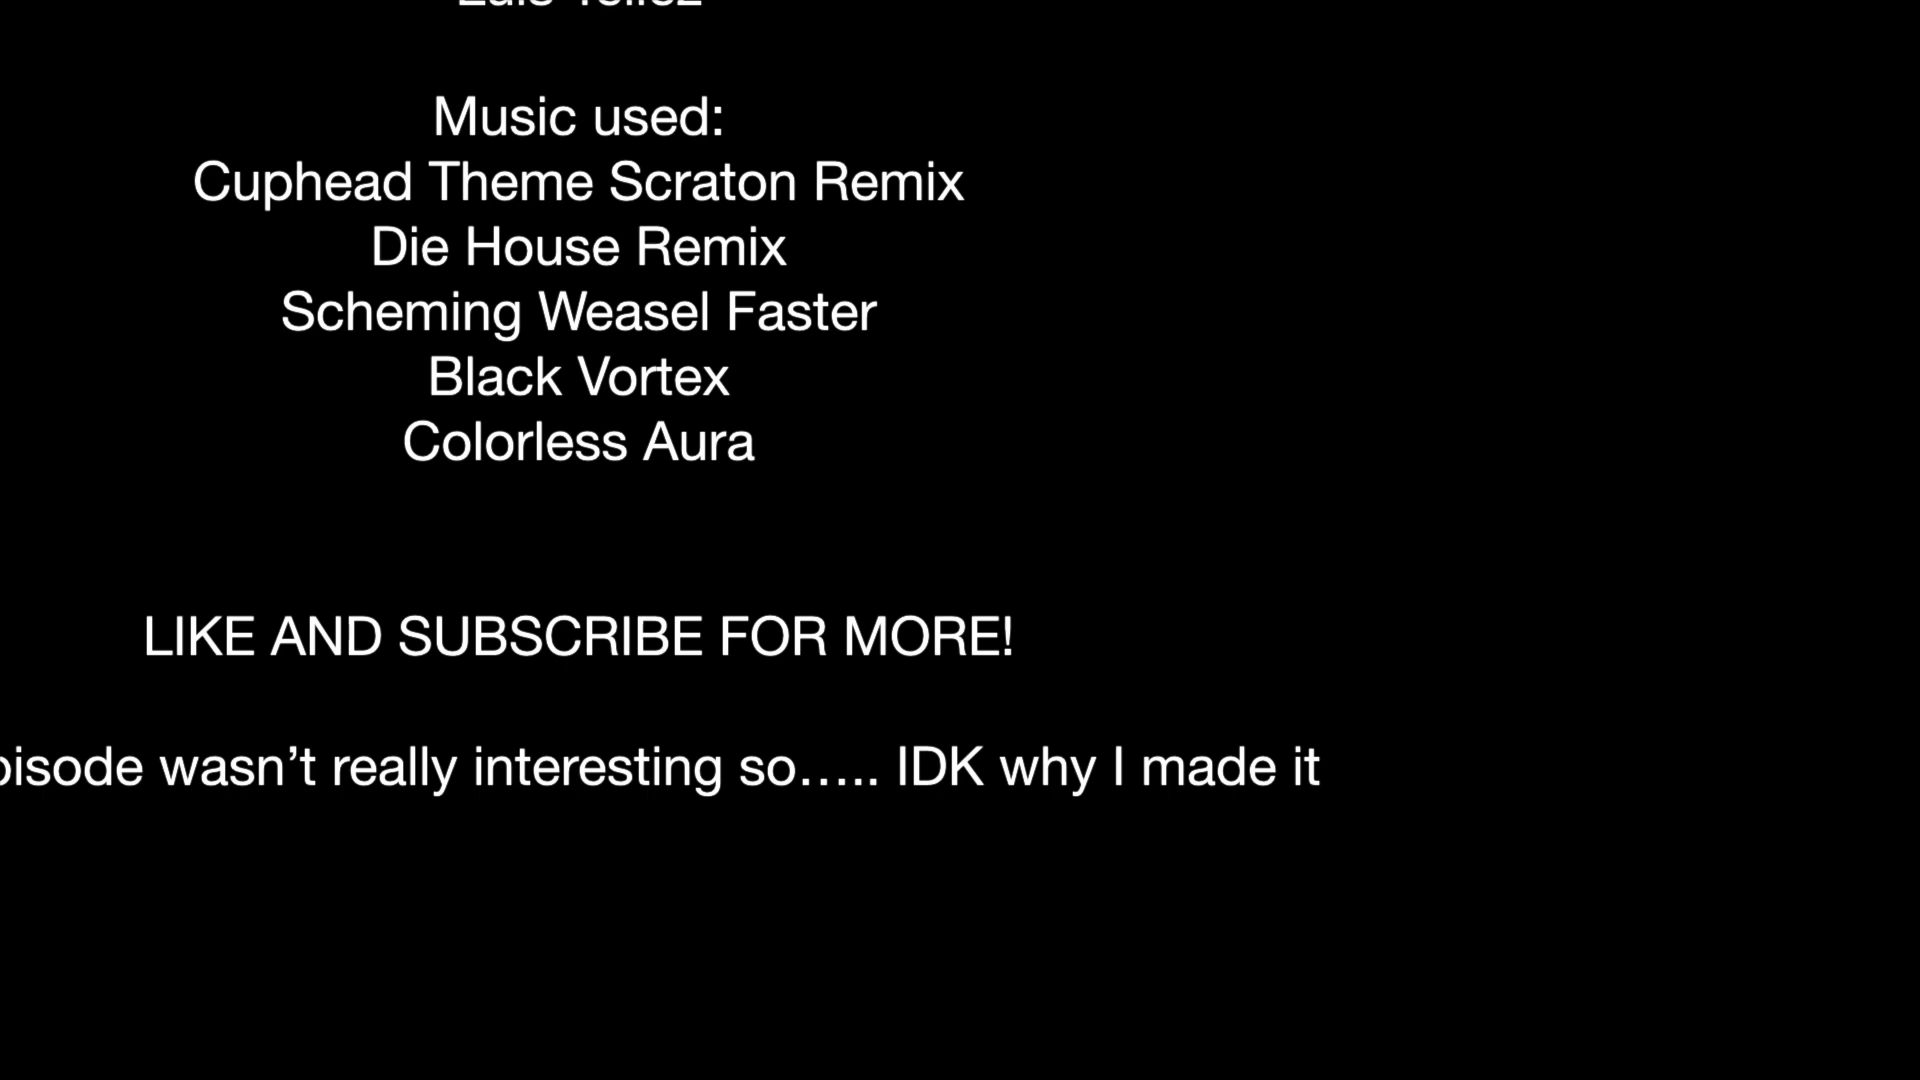 Music used:
Cuphead Theme Scraton Remix
Die House Remix
Scheming Weasel Faster
Black Vortex
Colorless Aura
LIKE AND SUBSCRIBE FOR MORE!
wasn’t really interesting so….. IDK why I made it